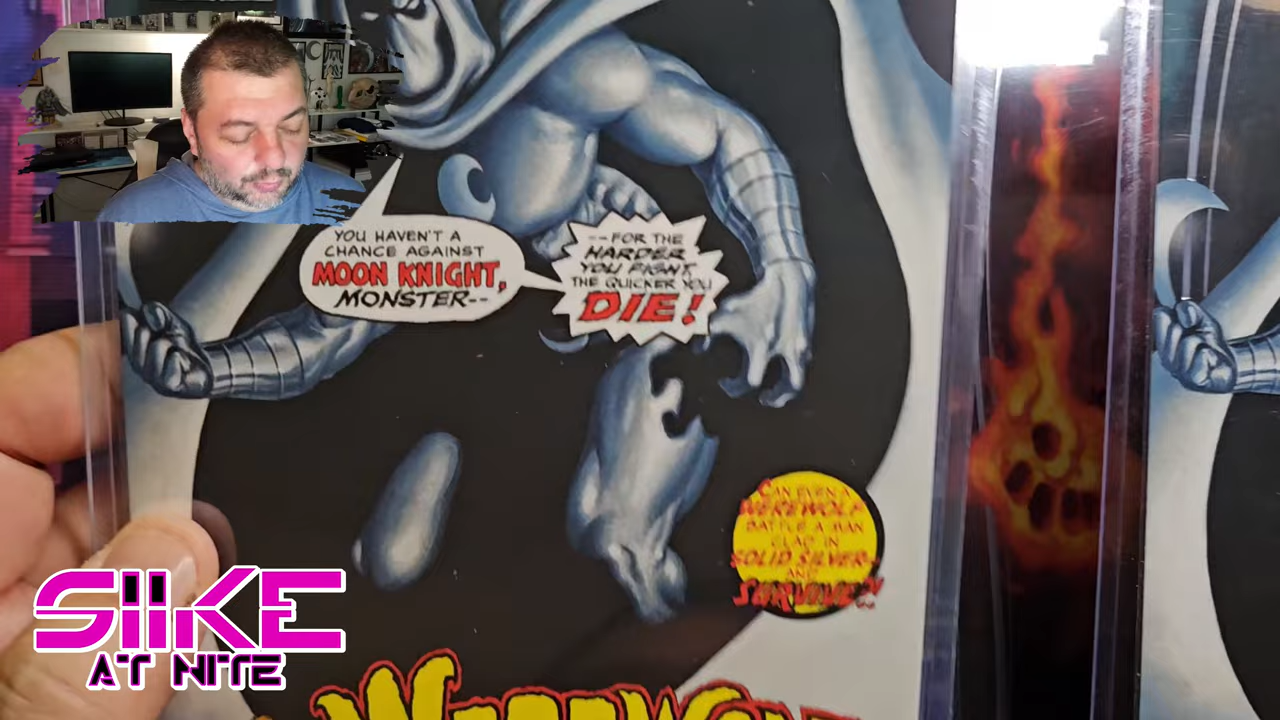 YOU HAVEN'T A
CHANCE AGAINST
MOON KNIGHT,
MONSTER--
--FOR THE
HARDER
YOU FIGHT
THE QUICKER YOU
DIE!
CAN EVEN A
WEREWOLF
BATTLE A MAN
CLAD IN
SOLID SILVER
AND
SURVIVE?
SIIKE
AT NITE